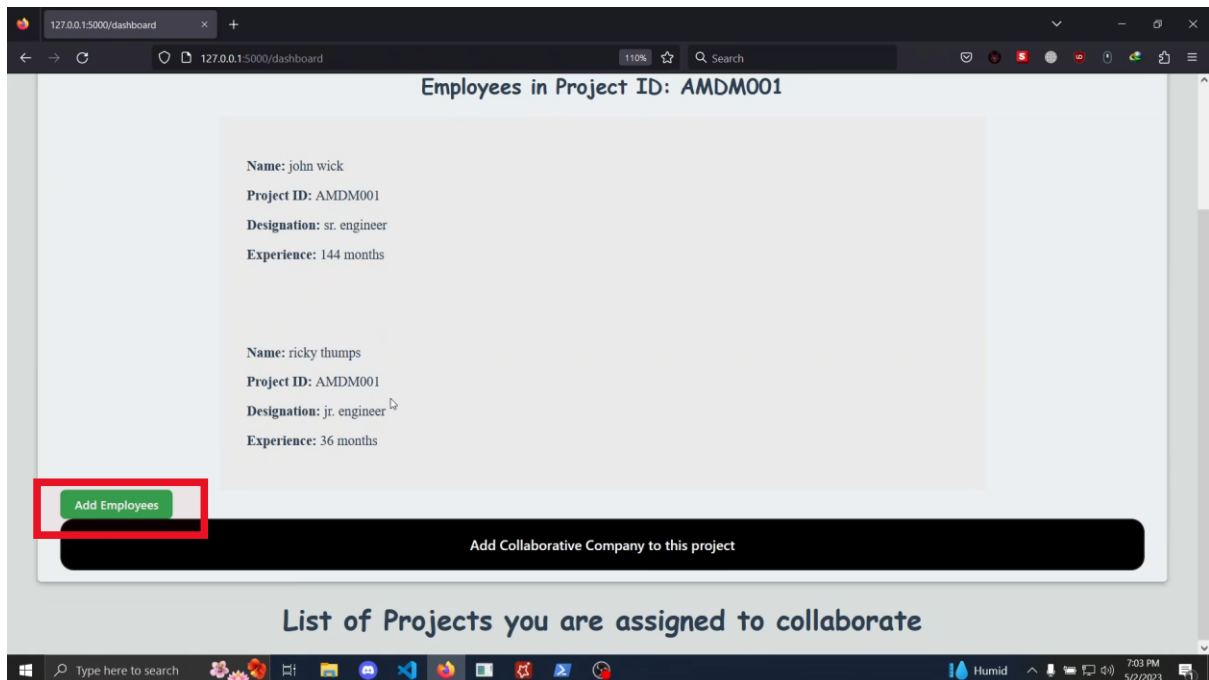 127.0.0.1:5000/dashboard
127.0.0.1:5000/dashboard
110%
Search
Employees in Project ID: AMDM001
Name: john wick
Project ID: AMDM001
Designation: sr. engineer
Experience: 144 months
Name: ricky thumps
Project ID: AMDM001
Designation: jr. engineer
Experience: 36 months
Add Employees
Add Collaborative Company to this project
List of Projects you are assigned to collaborate
Type here to search
Humid
7:03 PM
5/2/2023